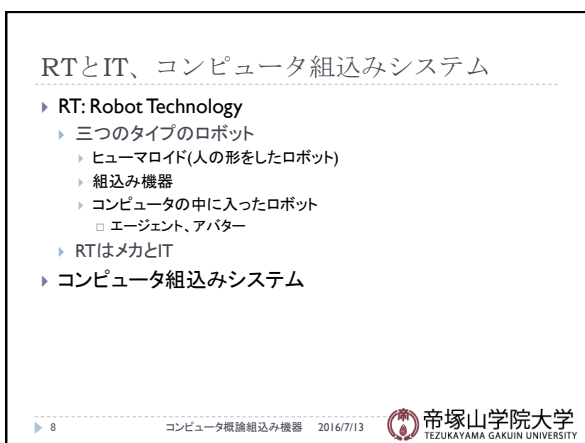 RTとIT、コンピュータ組込みシステム
RT: Robot Technology
三つのタイプのロボット
ヒューマロイド(人の形をしたロボット)
組込み機器
コンピュータの中に入ったロボット
エージェント、アバター
RTはメカとIT
コンピュータ組込みシステム
8 コンピュータ概論組込み機器 2016/7/13
帝塚山学院大学
TEZUKAYAMA GAKUIN UNIVERSITY